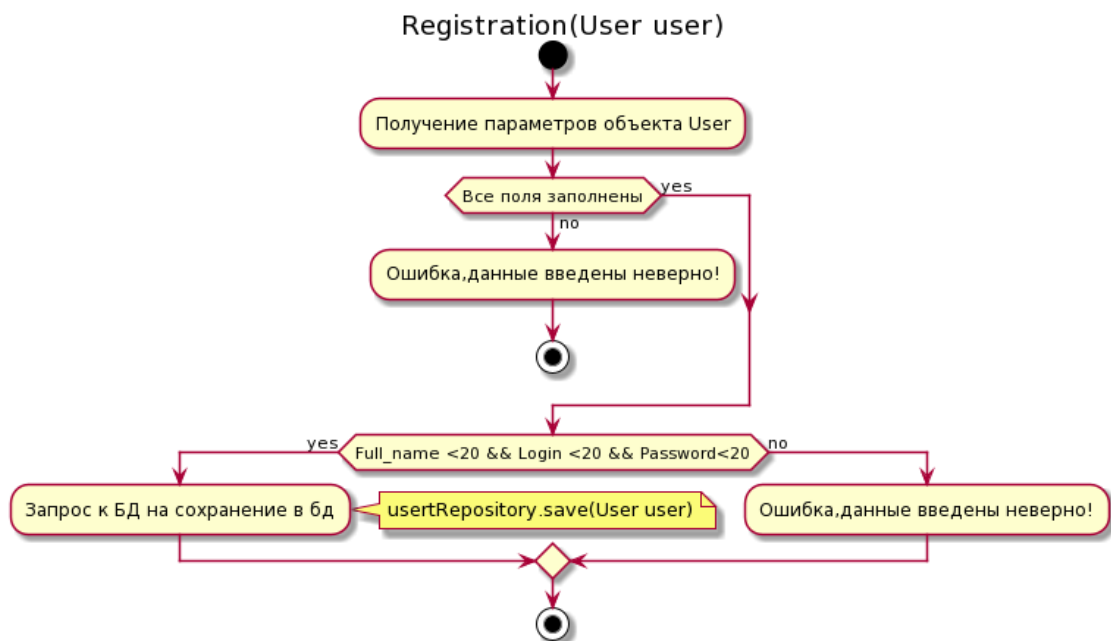 Registration(User user)
Получение параметров объекта User
Все поля заполнены
yes
no
Ошибка,данные введены неверно!
yes
Full_name <20 && Login <20 && Password<20
no
Запрос к БД на сохранение в бд
usertRepository.save(User user)
Ошибка,данные введены неверно!